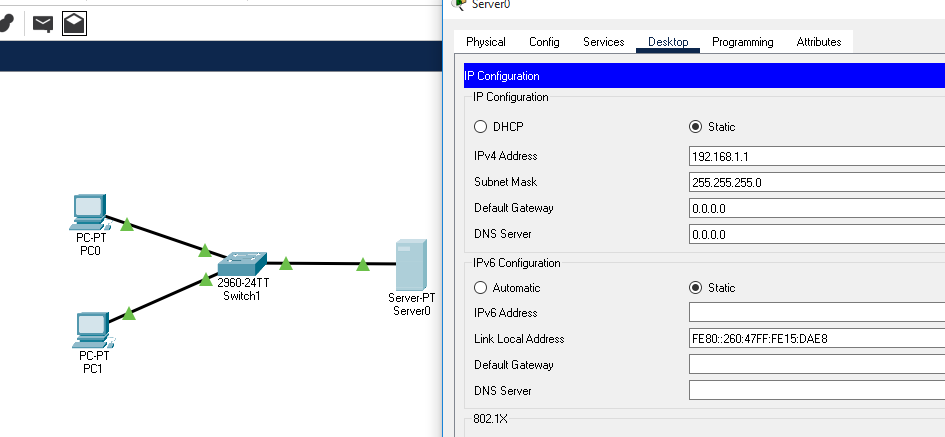 Server0
Physical Config Services Desktop Programming Attributes
IP Configuration
IP Configuration
DHCP Static
IPv4 Address 192.168.1.1
Subnet Mask 255.255.255.0
Default Gateway 0.0.0.0
DNS Server 0.0.0.0
IPv6 Configuration
Automatic Static
IPv6 Address
Link Local Address FE80::260:47FF:FE15:DAE8
Default Gateway
DNS Server
802.1X
PC-PT
PC0
2960-24TT
Switch1
Server-PT
Server0
PC-PT
PC1